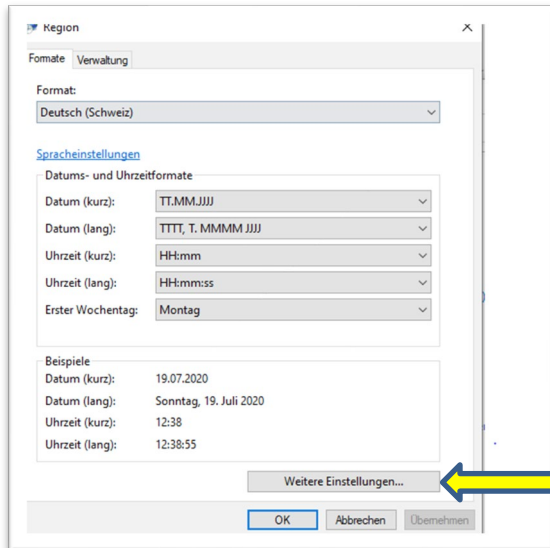 Region
Formate Verwaltung
Format:
Deutsch (Schweiz)
Spracheinstellungen
Datums- und Uhrzeitformate
Datum (kurz): TT.MM.JJJJ
Datum (lang): TTTT, T. MMMM JJJJ
Uhrzeit (kurz): HH:mm
Uhrzeit (lang): HH:mm:ss
Erster Wochentag: Montag
Beispiele
Datum (kurz): 19.07.2020
Datum (lang): Sonntag, 19. Juli 2020
Uhrzeit (kurz): 12:38
Uhrzeit (lang): 12:38:55
Weitere Einstellungen...
OK Abbrechen Übernehmen